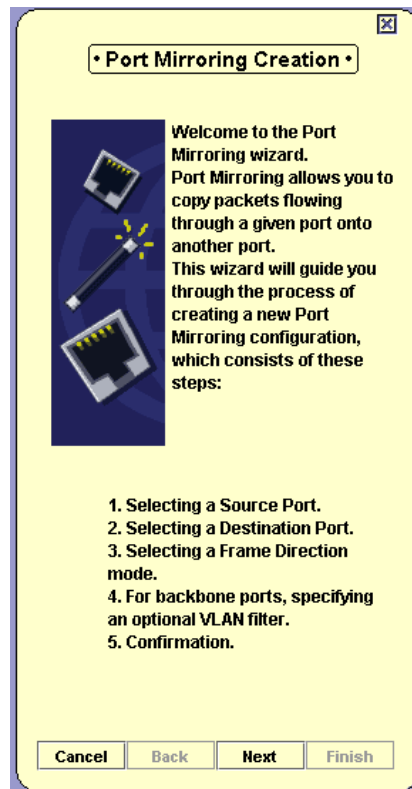 • Port Mirroring Creation •
Welcome to the Port
Mirroring wizard.
Port Mirroring allows you to
copy packets flowing
through a given port onto
another port.
This wizard will guide you
through the process of
creating a new Port
Mirroring configuration,
which consists of these
steps:
1. Selecting a Source Port.
2. Selecting a Destination Port.
3. Selecting a Frame Direction
mode.
4. For backbone ports, specifying
an optional VLAN filter.
5. Confirmation.
Cancel Back Next Finish